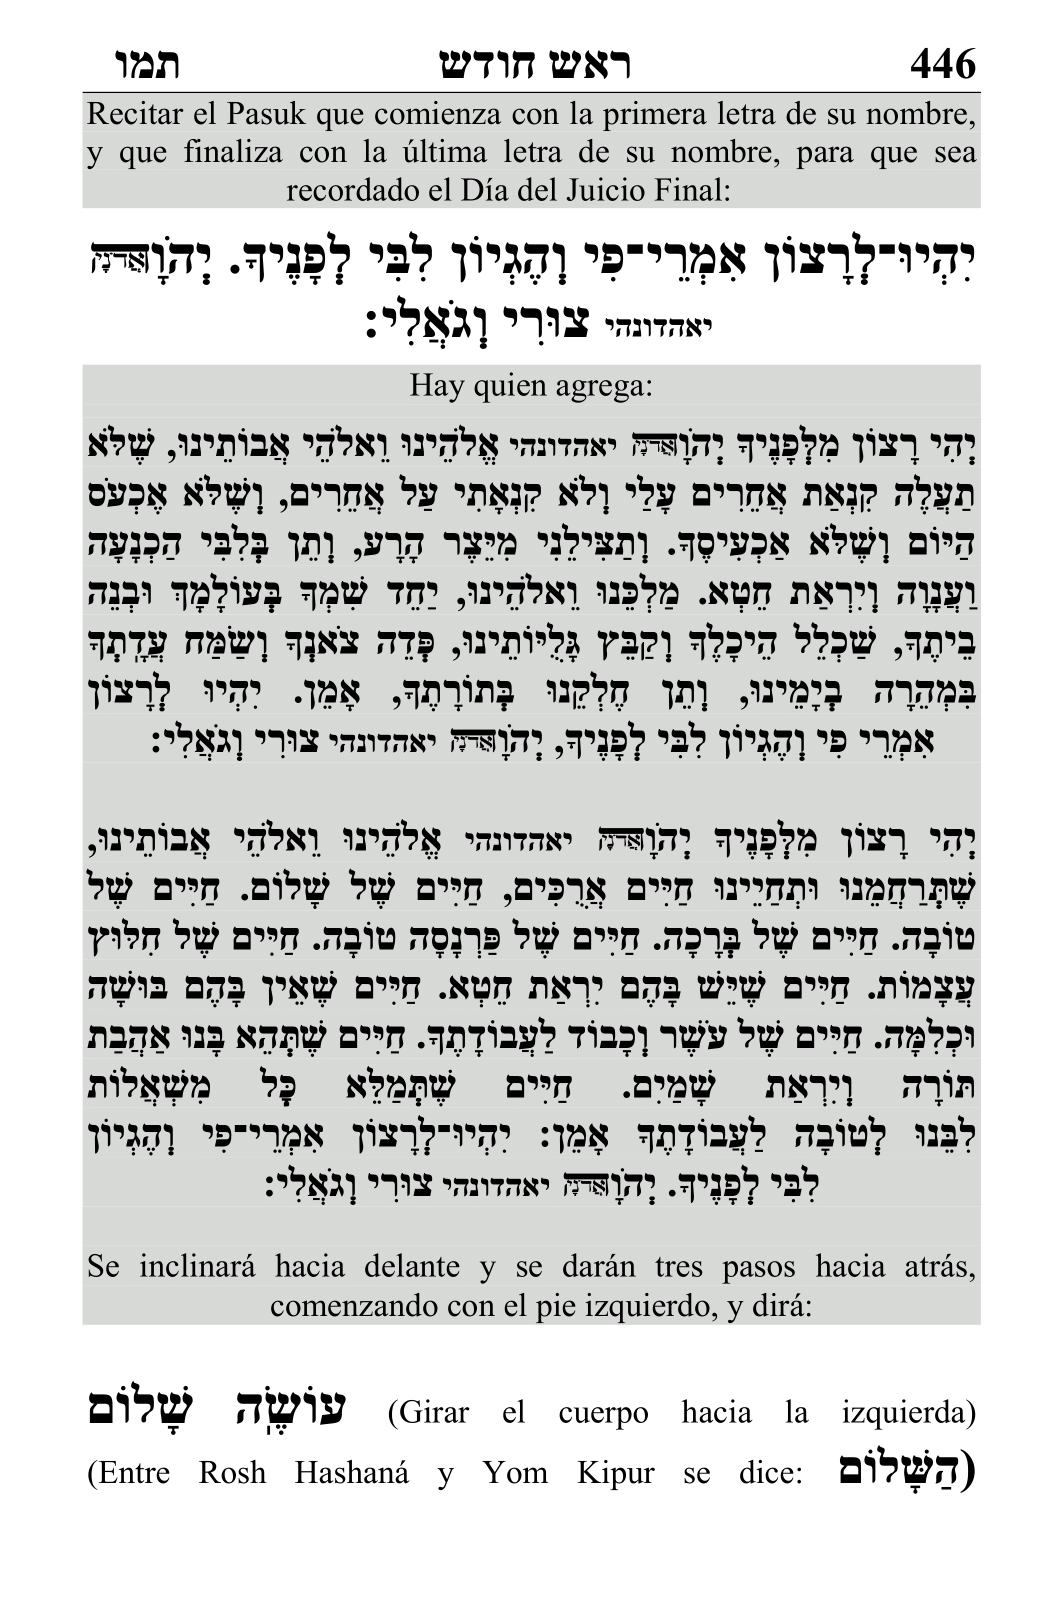 446 ראש חודש תמו
Recitar el Pasuk que comienza con la primera letra de su nombre,
y que finaliza con la última letra de su nombre, para que sea
recordado el Día del Juicio Final:
יִהְיוּ־לְרָצוֹן אִמְרֵי־פִי וְהֶגְיוֹן לִבִּי לְפָנֶיךָ. יְהֹוָאֲדֹנָי
יאהדונהי צוּרִי וְגֹאֲלִי:
Hay quien agrega:
יְהִי רָצוֹן מִלְּפָנֶיךָ יְהֹוָאֲדֹנָי יאהדונהי אֱלֹהֵינוּ וֵאלֹהֵי אֲבוֹתֵינוּ, שֶׁלֹּא
תַעֲלֶה קִנְאַת אֲחֵרִים עָלַי וְלֹא קִנְאָתִי עַל אֲחֵרִים, וְשֶׁלֹּא אֶכְעֹס
הַיּוֹם וְשֶׁלֹּא אַכְעִיסֶךָ. וְתַצִּילֵנִי מִיֵּצֶר הָרָע, וְתֵן בְּלִבִּי הַכְנָעָה
וַעֲנָוָה וְיִרְאַת חֵטְא. מַלְכֵּנוּ וֵאלֹהֵינוּ, יַחֵד שִׁמְךָ בְּעוֹלָמָךְ וּבְנֵה
בֵיתֶךָ, שַׁכְלֵל הֵיכָלֶךָ וְקַבֵּץ גָּלֻיּוֹתֵינוּ, פְּדֵה צֹאנְךָ וְשַׂמַּח עֲדָתְךָ
בִּמְהֵרָה בְיָמֵינוּ, וְתֵן חֶלְקֵנוּ בְּתוֹרָתֶךָ, אָמֵן. יִהְיוּ לְרָצוֹן
אִמְרֵי פִי וְהֶגְיוֹן לִבִּי לְפָנֶיךָ, יְהֹוָאֲדֹנָי יאהדונהי צוּרִי וְגֹאֲלִי:
יְהִי רָצוֹן מִלְּפָנֶיךָ יְהֹוָאֲדֹנָי יאהדונהי אֱלֹהֵינוּ וֵאלֹהֵי אֲבוֹתֵינוּ,
שֶׁתְּרַחֲמֵנוּ וּתְחַיֵינוּ חַיִּים אֲרֻכִּים, חַיִּים שֶׁל שָׁלוֹם. חַיִּים שֶׁל
טוֹבָה. חַיִּים שֶׁל בְּרָכָה. חַיִּים שֶׁל פַּרְנָסָה טוֹבָה. חַיִּים שֶׁל חִלּוּץ
עֲצָמוֹת. חַיִּים שֶׁיֵּשׁ בָּהֶם יִרְאַת חֵטְא. חַיִּים שֶׁאֵין בָּהֶם בּוּשָׁה
וּכְלִמָּה. חַיִּים שֶׁל עֹשֶׁר וְכָבוֹד לַעֲבוֹדָתֶךָ. חַיִּים שֶׁתְּהֵא בָּנוּ אַהֲבַת
תּוֹרָה וְיִרְאַת שָׁמַיִם. חַיִּים שֶׁתְּמַלֵּא כָּל מִשְׁאֲלוֹת
לִבֵּנוּ לְטוֹבָה לַעֲבוֹדָתֶךָ אָמֵן: יִהְיוּ־לְרָצוֹן אִמְרֵי־פִי וְהֶגְיוֹן
לִבִּי לְפָנֶיךָ. יְהֹוָאֲדֹנָי יאהדונהי צוּרִי וְגֹאֲלִי:
Se inclinará hacia delante y se darán tres pasos hacia atrás,
comenzando con el pie izquierdo, y dirá:
עוֹשֶׂה שָׁלוֹם (Girar el cuerpo hacia la izquierda)
(Entre Rosh Hashaná y Yom Kipur se dice: הַשָּׁלוֹם)